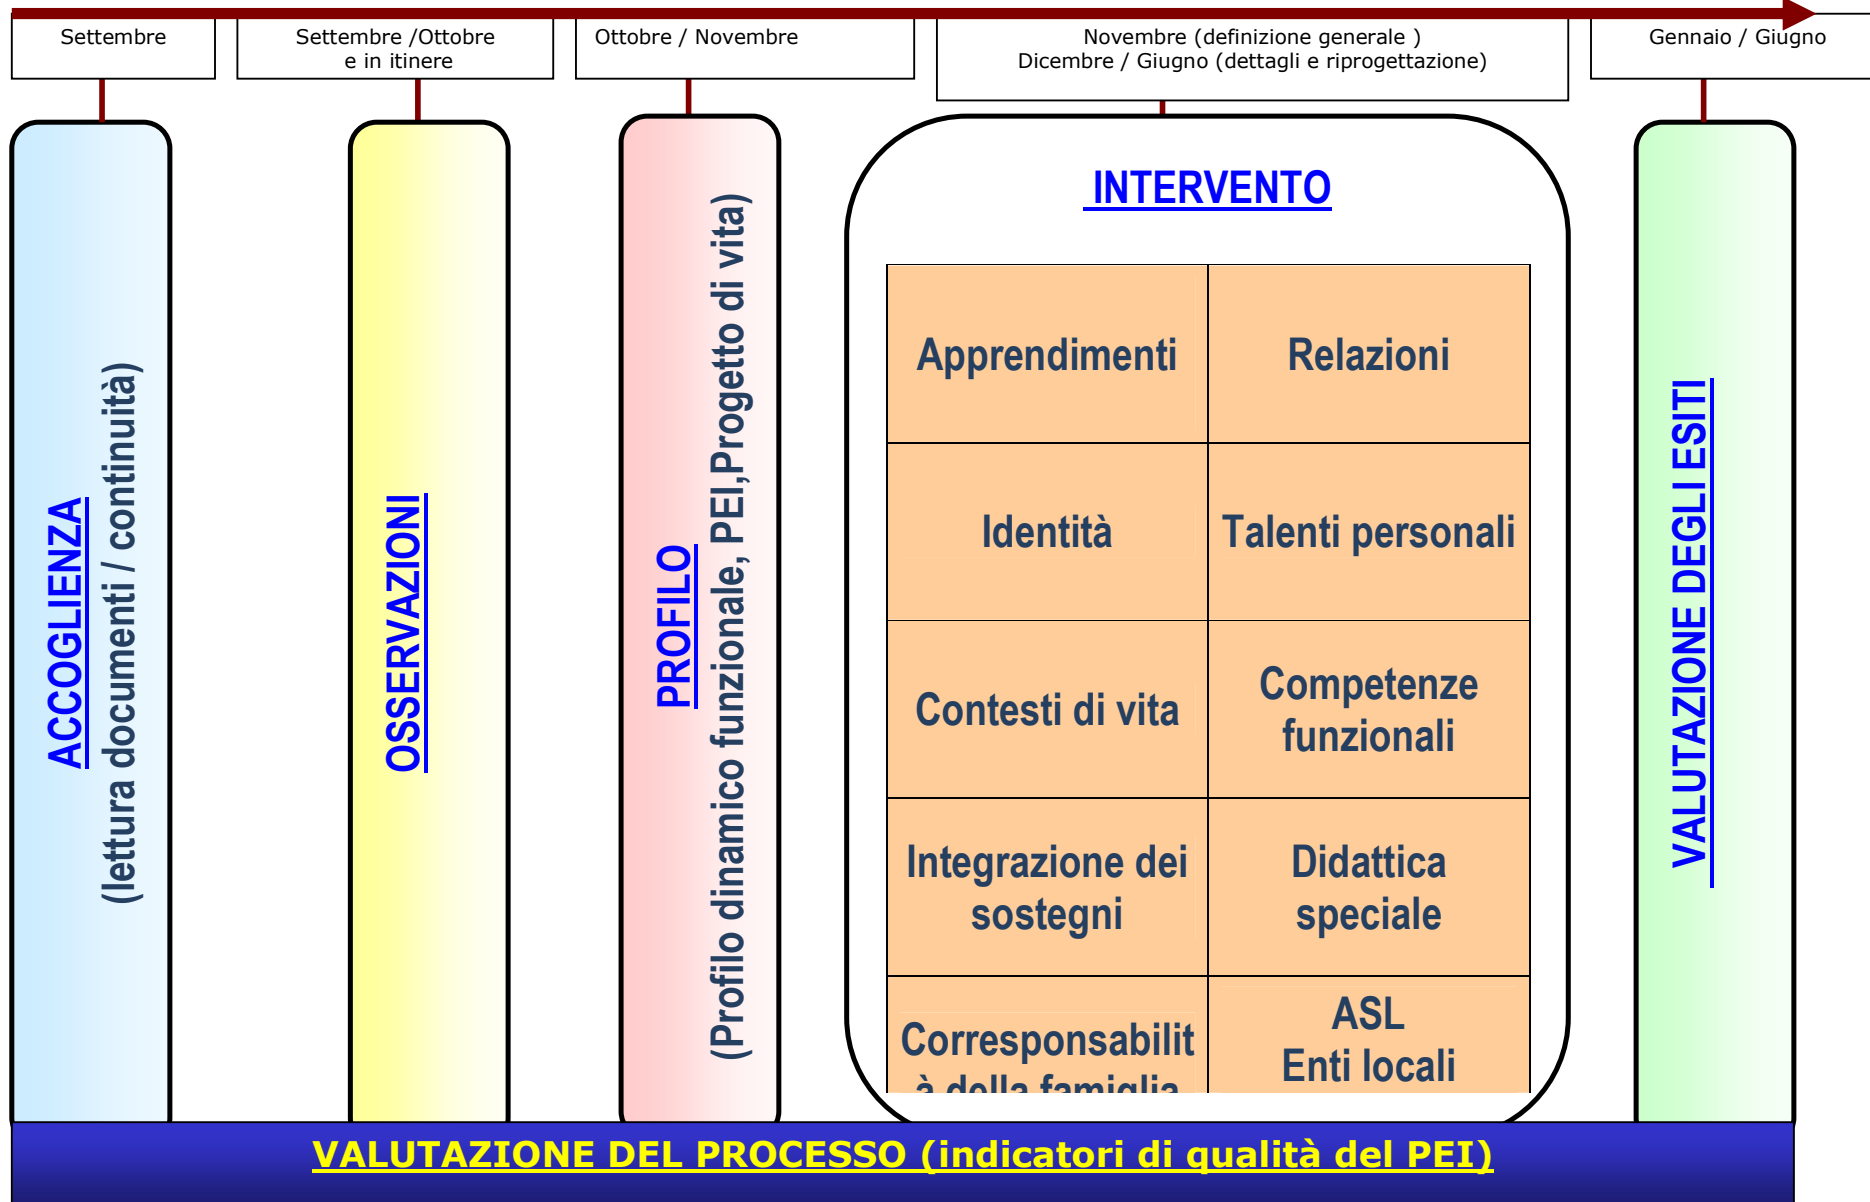 Settembre
Settembre /Ottobre
e in itinere
Ottobre / Novembre
Novembre (definizione generale )
Dicembre / Giugno (dettagli e riprogettazione)
Gennaio / Giugno
ACCOGLIENZA
(lettura documenti / continuità)
OSSERVAZIONI
PROFILO
(Profilo dinamico funzionale, PEI,Progetto di vita)
INTERVENTO
Apprendimenti
Relazioni
Identità
Talenti personali
Contesti di vita
Competenze
funzionali
Integrazione dei
sostegni
Didattica
speciale
Corresponsabilit
à della famiglia
ASL
Enti locali
VALUTAZIONE DEGLI ESITI
VALUTAZIONE DEL PROCESSO (indicatori di qualità del PEI)